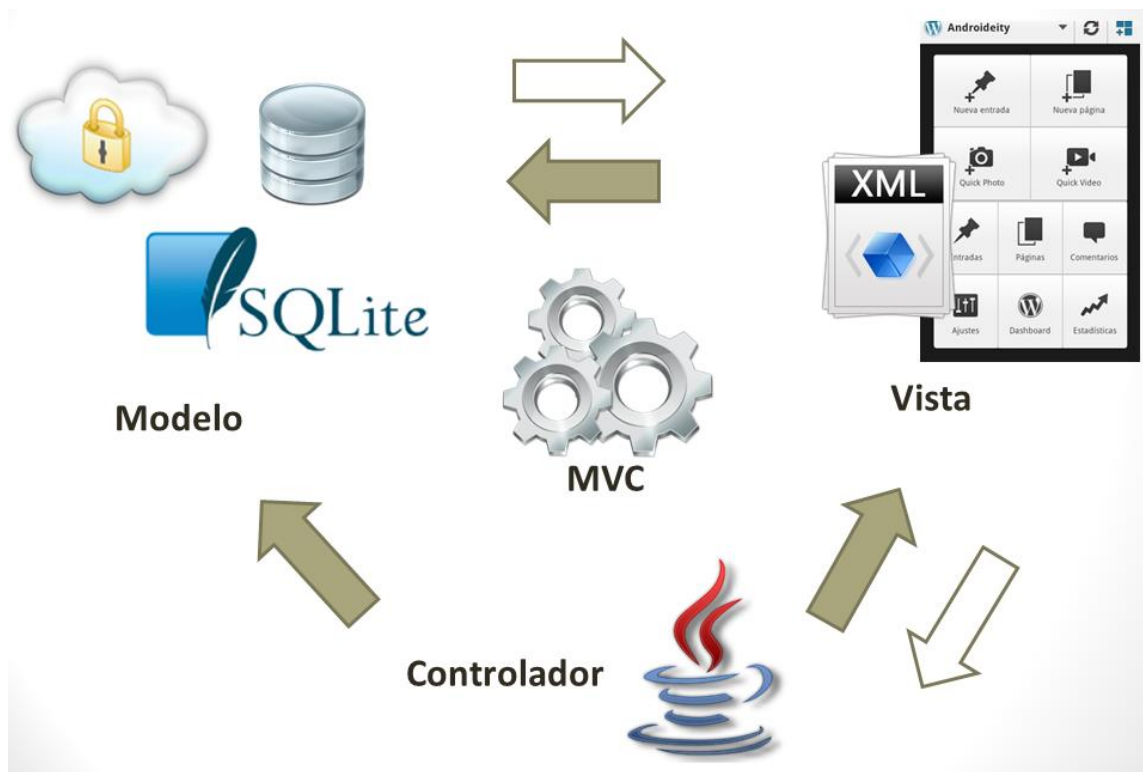 Androideity
Nueva entrada
Nueva página
Quick Photo
Quick Video
XML
Entradas
Páginas
Comentarios
Ajustes
Dashboard
Estadísticas
SQLite
Modelo
Vista
MVC
Controlador